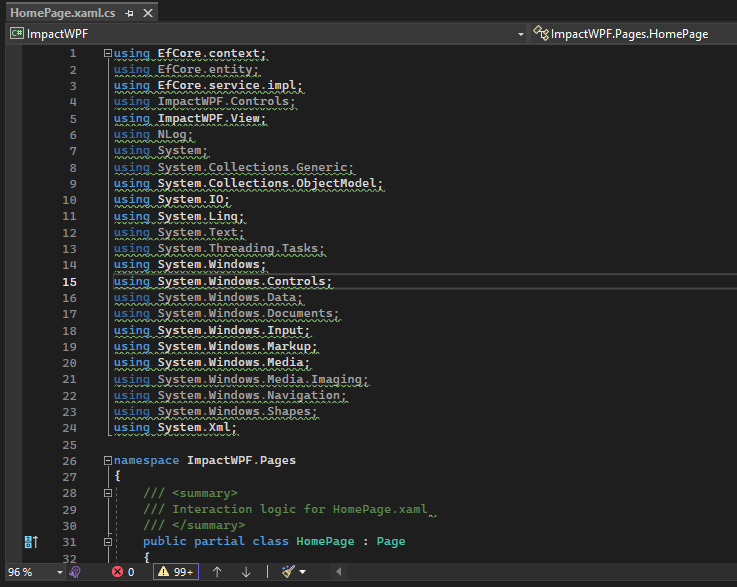 HomePage.xaml.cs
C# ImpactWPF ImpactWPF.Pages.HomePage
1 using EfCore.context;
2 using EfCore.entity;
3 using EfCore.service.impl;
4 using ImpactWPF.Controls;
5 using ImpactWPF.View;
6 using NLog;
7 using System;
8 using System.Collections.Generic;
9 using System.Collections.ObjectModel;
10 using System.IO;
11 using System.Linq;
12 using System.Text;
13 using System.Threading.Tasks;
14 using System.Windows;
15 using System.Windows.Controls;
16 using System.Windows.Data;
17 using System.Windows.Documents;
18 using System.Windows.Input;
19 using System.Windows.Markup;
20 using System.Windows.Media;
21 using System.Windows.Media.Imaging;
22 using System.Windows.Navigation;
23 using System.Windows.Shapes;
24 using System.Xml;
25
26 namespace ImpactWPF.Pages
27 {
28 /// <summary>
29 /// Interaction logic for HomePage.xaml
30 /// </summary>
31 public partial class HomePage : Page
32 {
96 % 0 99+